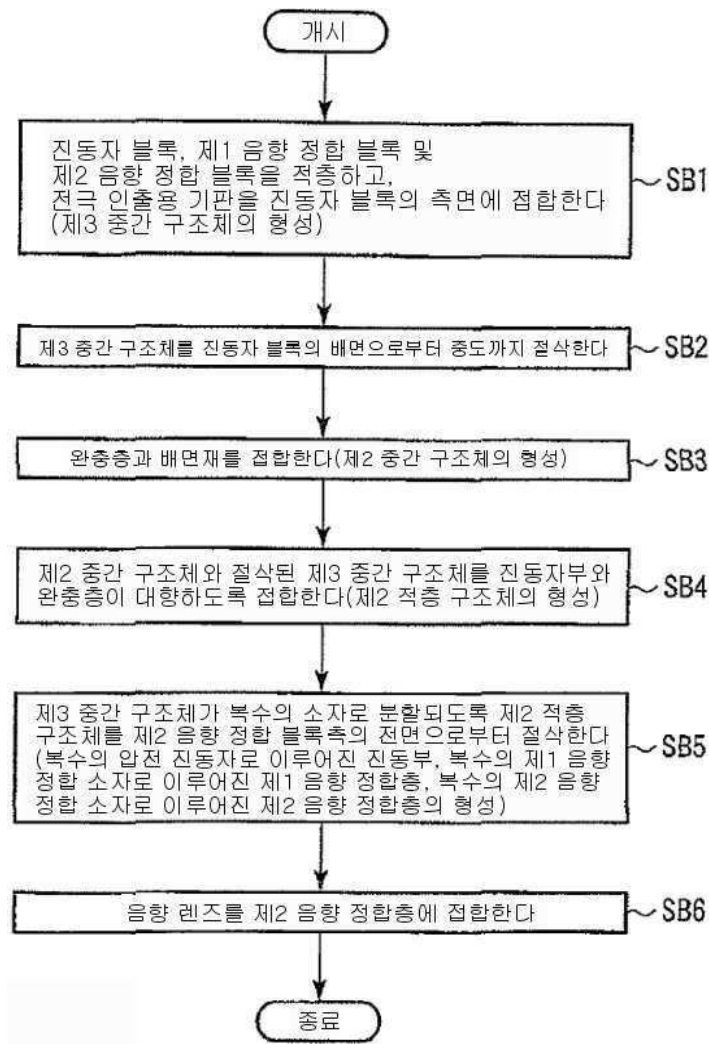 개시
진동자 블록, 제1 음향 정합 블록 및
제2 음향 정합 블록을 적층하고,
전극 인출용 기판을 진동자 블록의 측면에 접합한다
(제3 중간 구조체의 형성)
SB1
제3 중간 구조체를 진동자 블록의 배면으로부터 중도까지 절삭한다
SB2
완충층과 배면재를 접합한다(제2 중간 구조체의 형성)
SB3
제2 중간 구조체와 절삭된 제3 중간 구조체를 진동자부와
완충층이 대향하도록 접합한다(제2 적층 구조체의 형성)
SB4
제3 중간 구조체가 복수의 소자로 분할되도록 제2 적층
구조체를 제2 음향 정합 블록측의 전면으로부터 절삭한다
(복수의 압전 진동자로 이루어진 진동부, 복수의 제1 음향
정합 소자로 이루어진 제1 음향 정합층, 복수의 제2 음향
정합 소자로 이루어진 제2 음향 정합층의 형성)
SB5
음향 렌즈를 제2 음향 정합층에 접합한다
SB6
종료